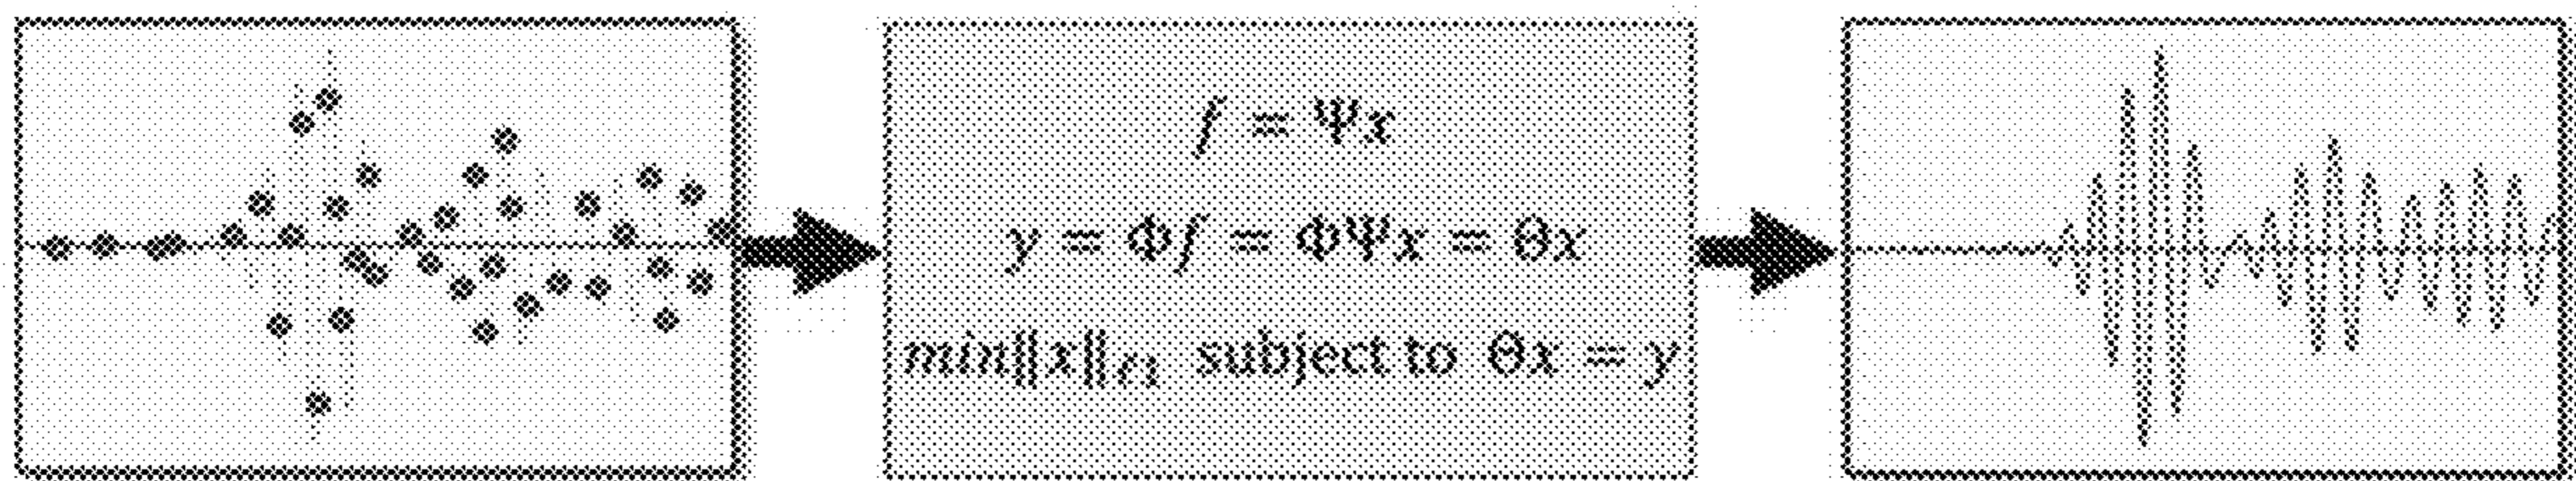 f = Ψx
y = Φf = ΦΨx = Θx
min||x||ℓ1 subject to Θx = y